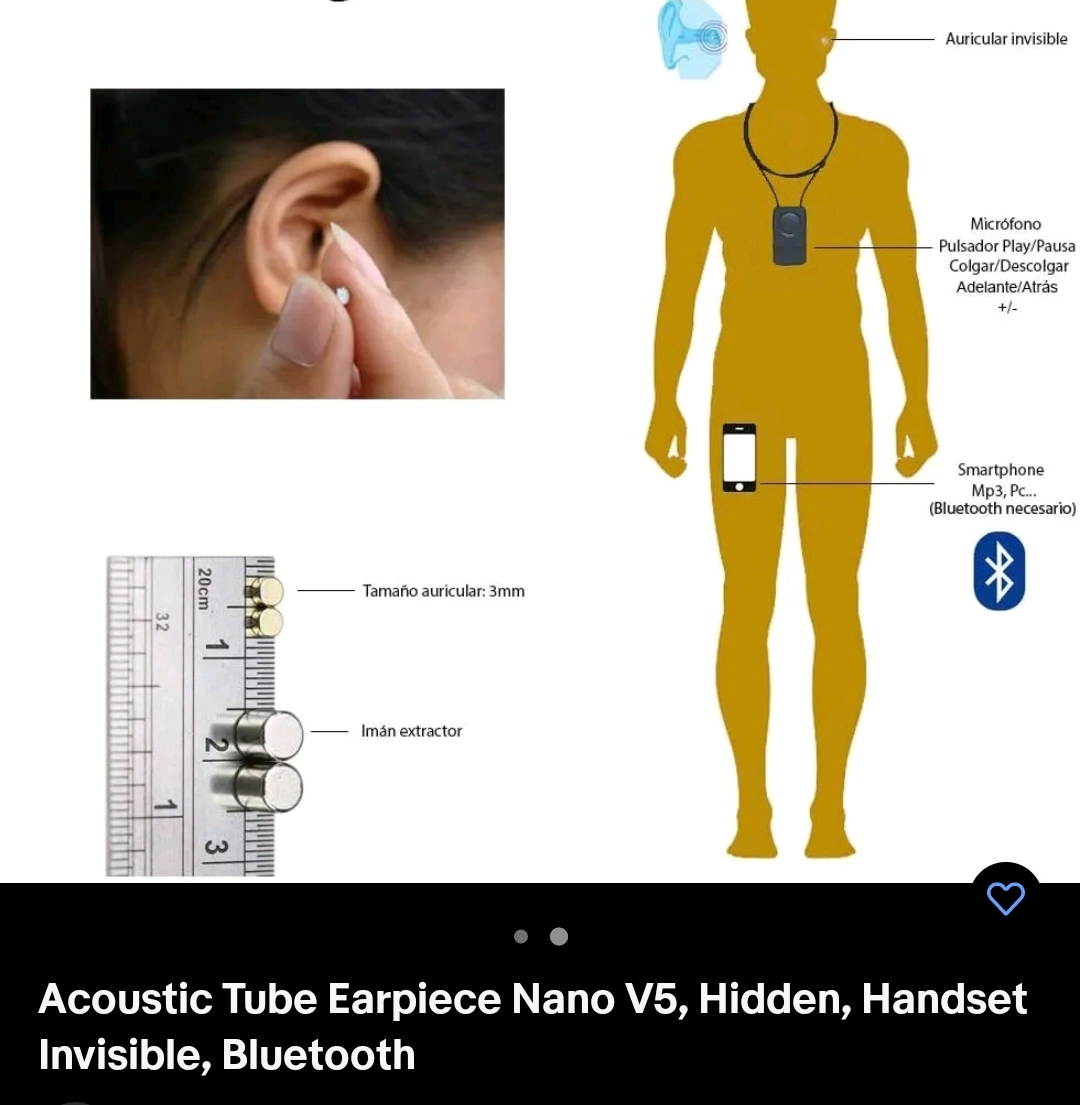 Auricular invisible
Micrófono
Pulsador Play/Pausa
Colgar/Descolgar
Adelante/Atrás
+/-
Smartphone
Mp3, Pc...
(Bluetooth necesario)
20cm
32
1
2
1
3
Tamaño auricular: 3mm
Imán extractor
Acoustic Tube Earpiece Nano V5, Hidden, Handset
Invisible, Bluetooth